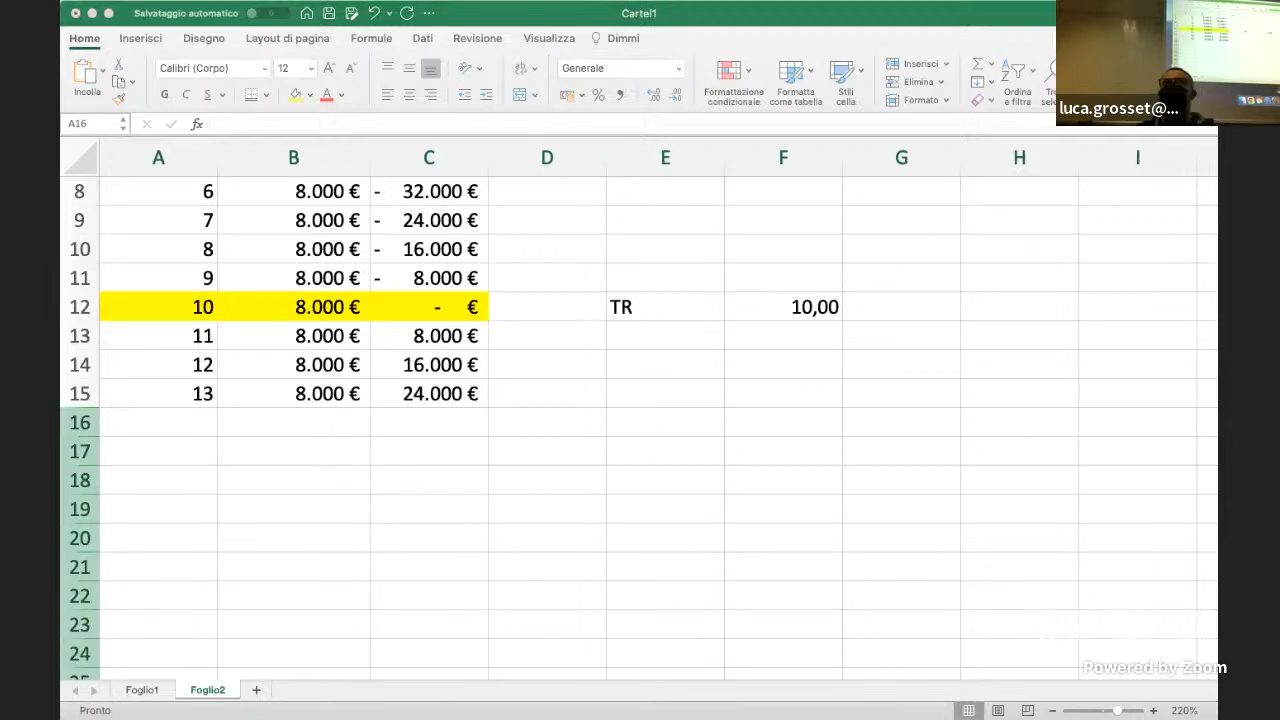 Salvataggio automatico
Cartel1
Home Inserisci Disegno di pagina Formule Revisi Visualizza
Incolla
Calibri (Corpo) 12
G C S
A
Generale
%
Formattazione condizionale
Formatta come tabella
Stili cella
Inserisci
Elimina
Formato
Ordina e filtra
luca.grosset@...
A16 fx
A B C D E F G H I
8 6 8.000 € - 32.000 €
9 7 8.000 € - 24.000 €
10 8 8.000 € - 16.000 €
11 9 8.000 € - 8.000 €
12 10 8.000 € - € TR 10,00
13 11 8.000 € 8.000 €
14 12 8.000 € 16.000 €
15 13 8.000 € 24.000 €
16
17
18
19
20
21
22
23
24
Powered by Zoom
Foglio1 Foglio2 +
Pronto 220%